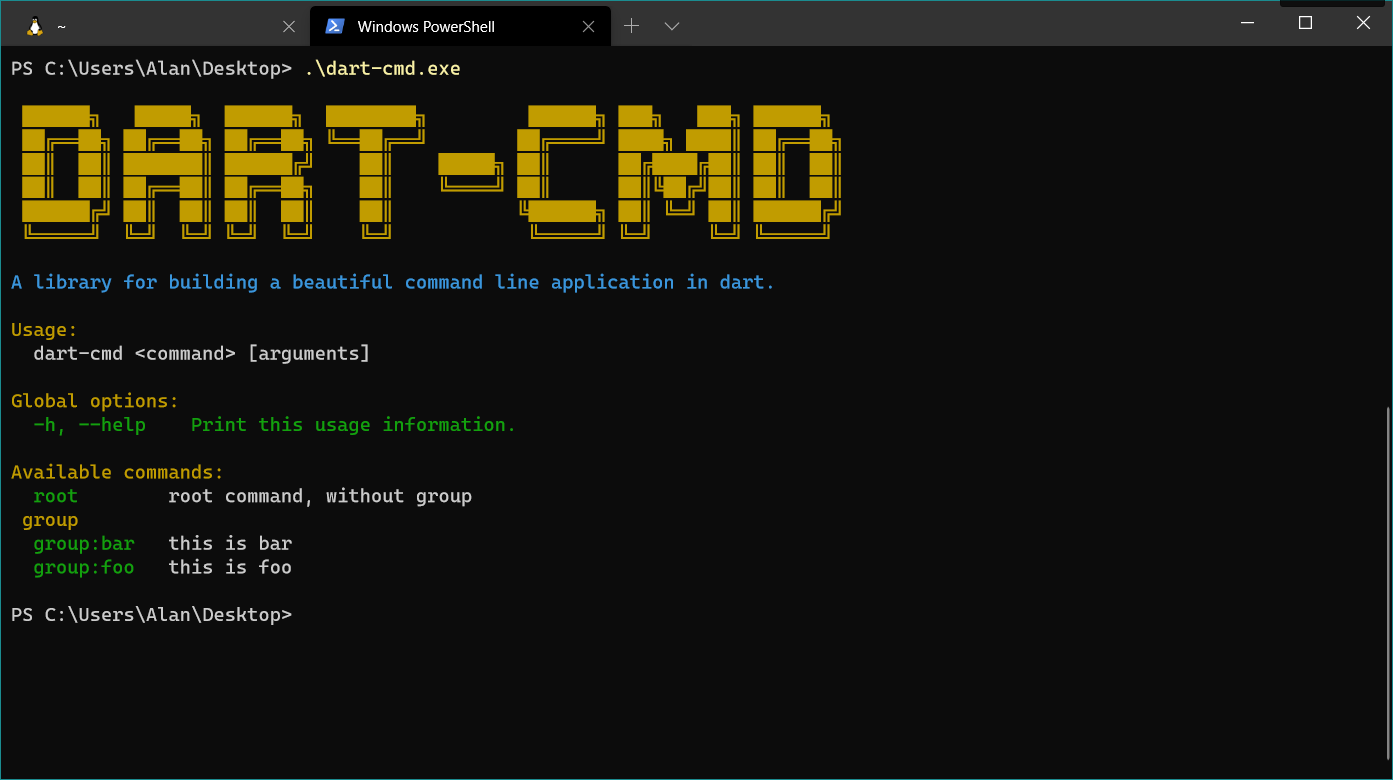 ~
Windows PowerShell
PS C:\Users\Alan\Desktop> .\dart-cmd.exe
DART-CMD
A library for building a beautiful command line application in dart.
Usage:
dart-cmd <command> [arguments]
Global options:
-h, --help    Print this usage information.
Available commands:
root        root command, without group
group
group:bar   this is bar
group:foo   this is foo
PS C:\Users\Alan\Desktop>